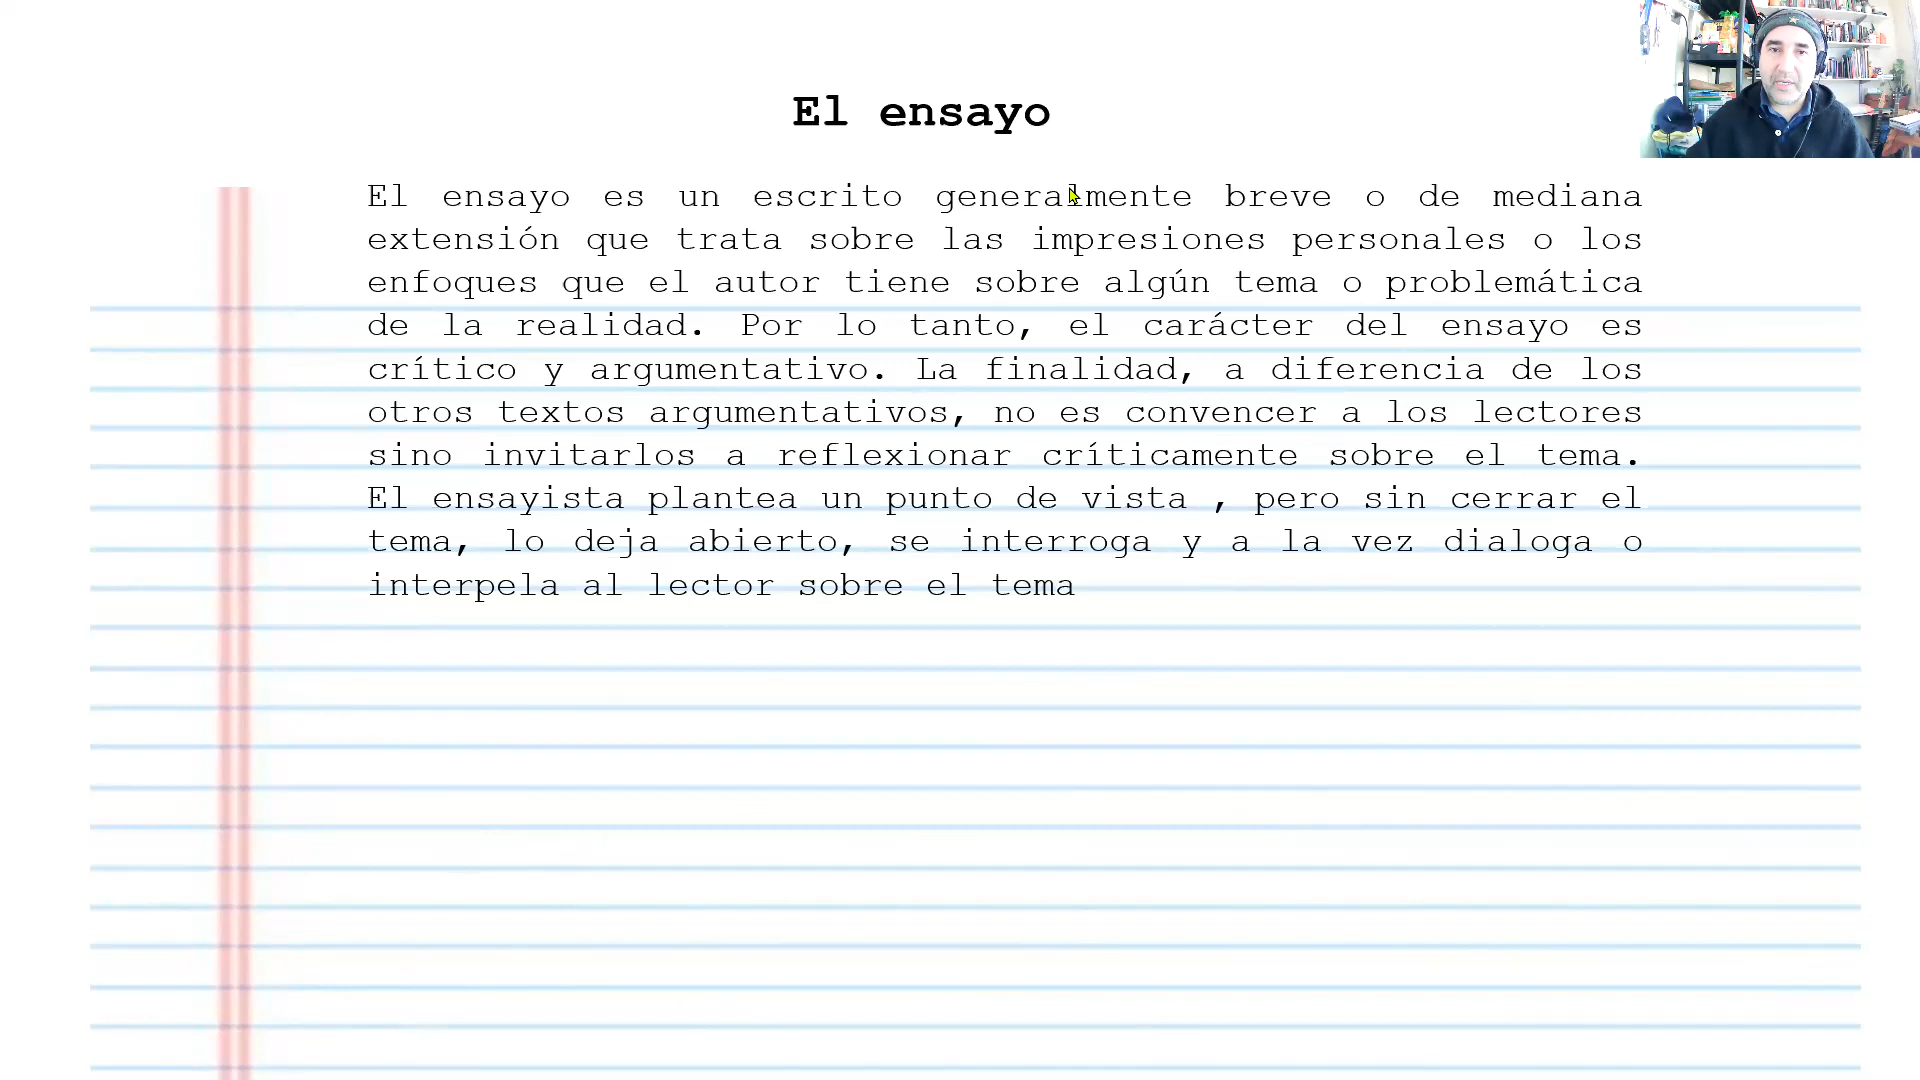 El ensayo
El ensayo es un escrito generalmente breve o de mediana
extensión que trata sobre las impresiones personales o los
enfoques que el autor tiene sobre algún tema o problemática
de la realidad. Por lo tanto, el carácter del ensayo es
crítico y argumentativo. La finalidad, a diferencia de los
otros textos argumentativos, no es convencer a los lectores
sino invitarlos a reflexionar críticamente sobre el tema.
El ensayista plantea un punto de vista , pero sin cerrar el
tema, lo deja abierto, se interroga y a la vez dialoga o
interpela al lector sobre el tema